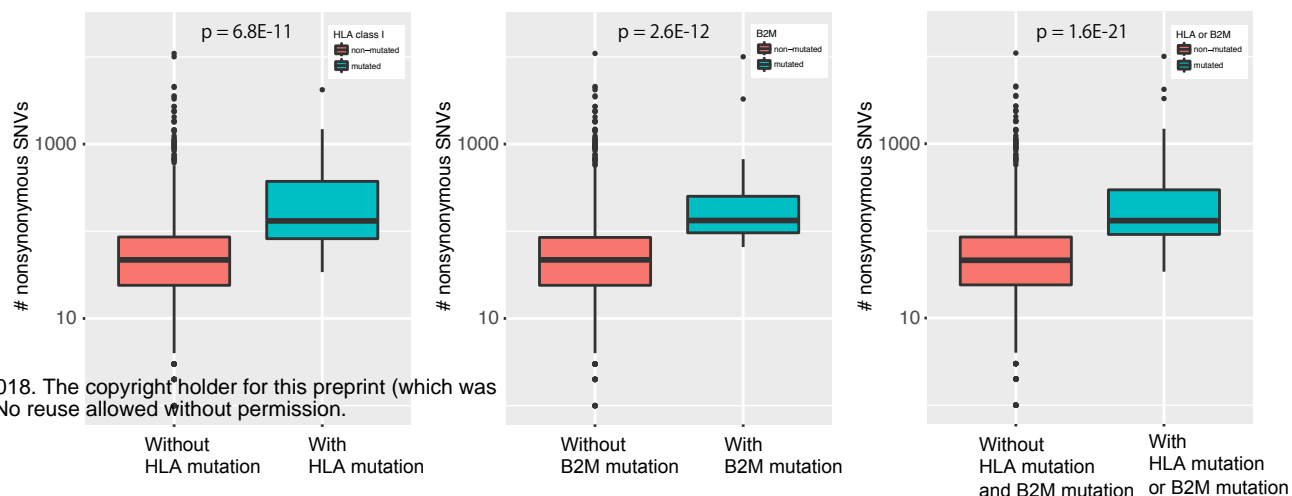 p = 6.8E-11
HLA class I
non-mutated
mutated
# nonsynonymous SNVs
1000
10
Without
HLA mutation
With
HLA mutation
p = 2.6E-12
B2M
non-mutated
mutated
# nonsynonymous SNVs
1000
10
Without
B2M mutation
With
B2M mutation
p = 1.6E-21
HLA or B2M
non-mutated
mutated
# nonsynonymous SNVs
1000
10
Without
HLA mutation
and B2M mutation
With
HLA mutation
or B2M mutation
018. The copyright holder for this preprint (which was
No reuse allowed without permission.